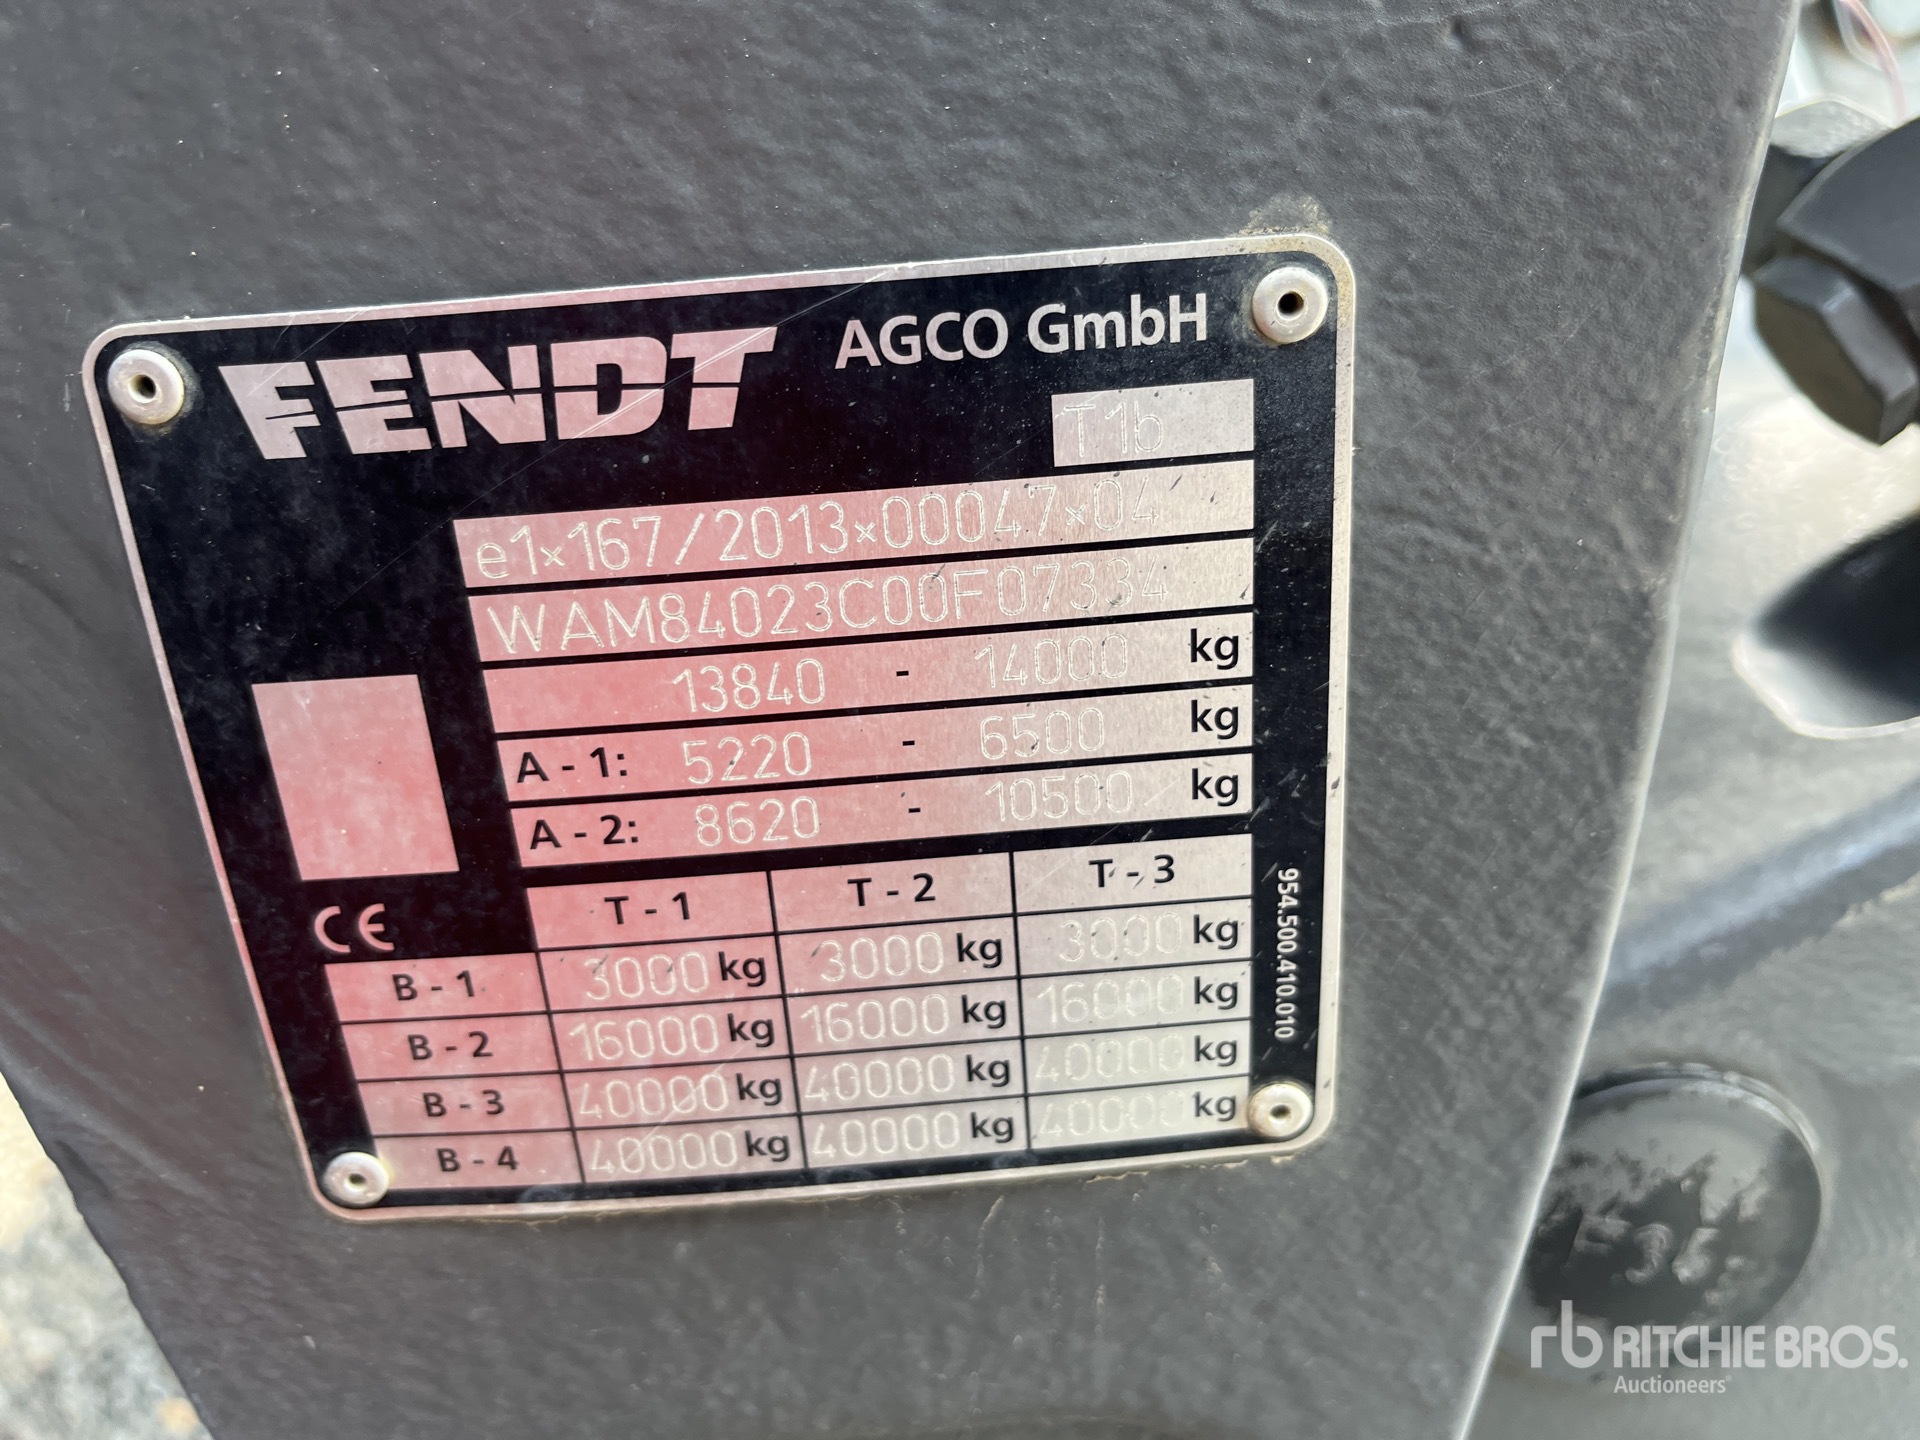 FENDT AGCO GmbH
T1b
e1×167/2013×00047×04
WAM84023C00F07334
13840 - 14000 kg
A - 1: 5220 - 6500 kg
A - 2: 8620 - 10500 kg
T - 1 T - 2 T - 3
CE
B - 1 3000 kg 3000 kg 3000 kg
B - 2 16000 kg 16000 kg 16000 kg
B - 3 40000 kg 40000 kg 40000 kg
B - 4 40000 kg 40000 kg 40000 kg
954.500.410.010
rb RITCHIE BROS.
Auctioneers